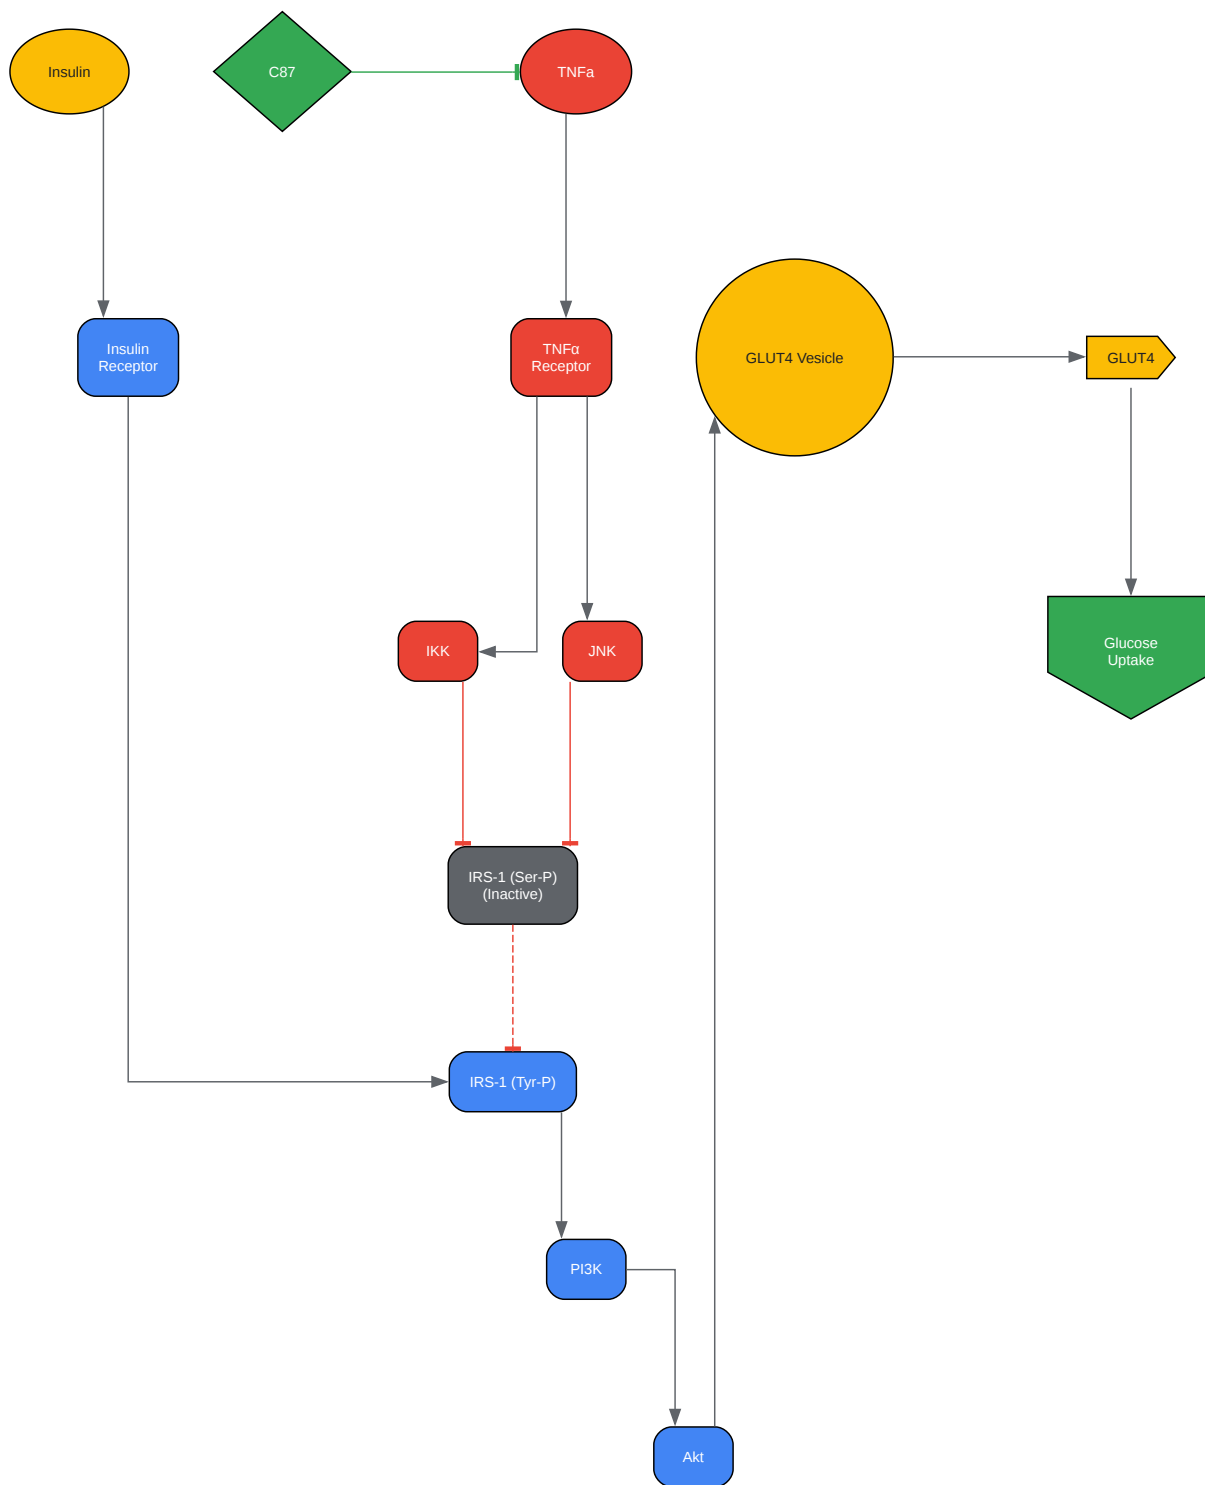 Insulin
C87
TNFa
Insulin
Receptor
TNFα
Receptor
GLUT4 Vesicle
GLUT4
IKK
JNK
Glucose
Uptake
IRS-1 (Ser-P)
(Inactive)
IRS-1 (Tyr-P)
PI3K
Akt